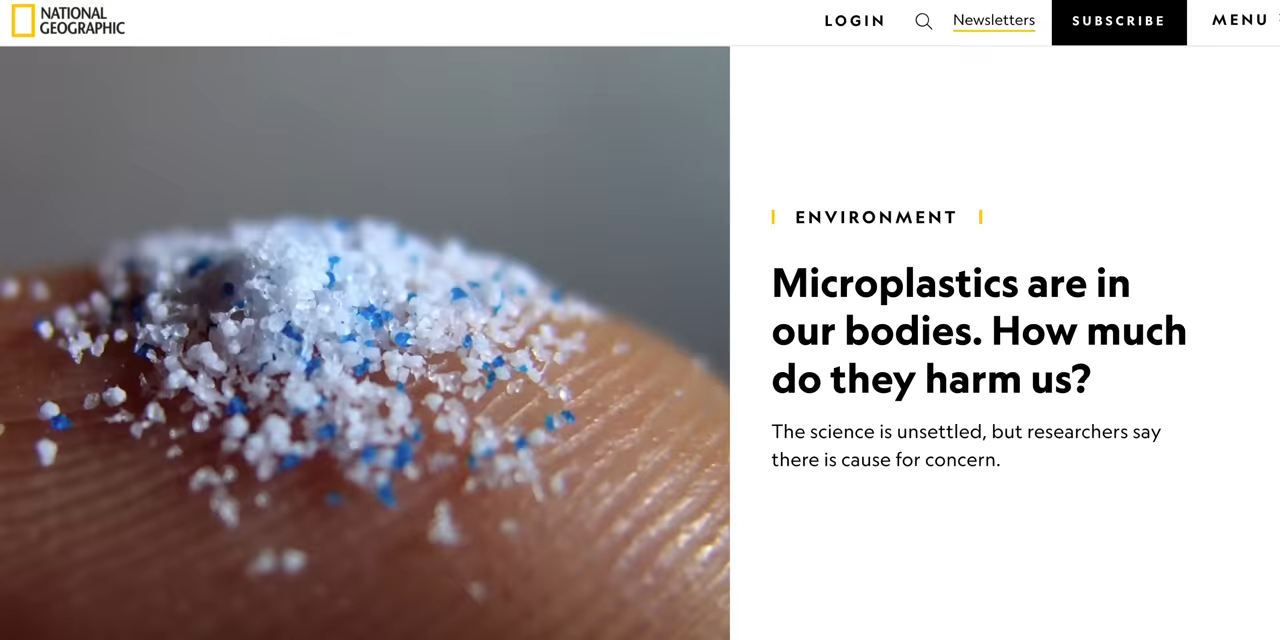 NATIONAL
GEOGRAPHIC
LOGIN
Newsletters
SUBSCRIBE
MENU
ENVIRONMENT
Microplastics are in
our bodies. How much
do they harm us?
The science is unsettled, but researchers say
there is cause for concern.